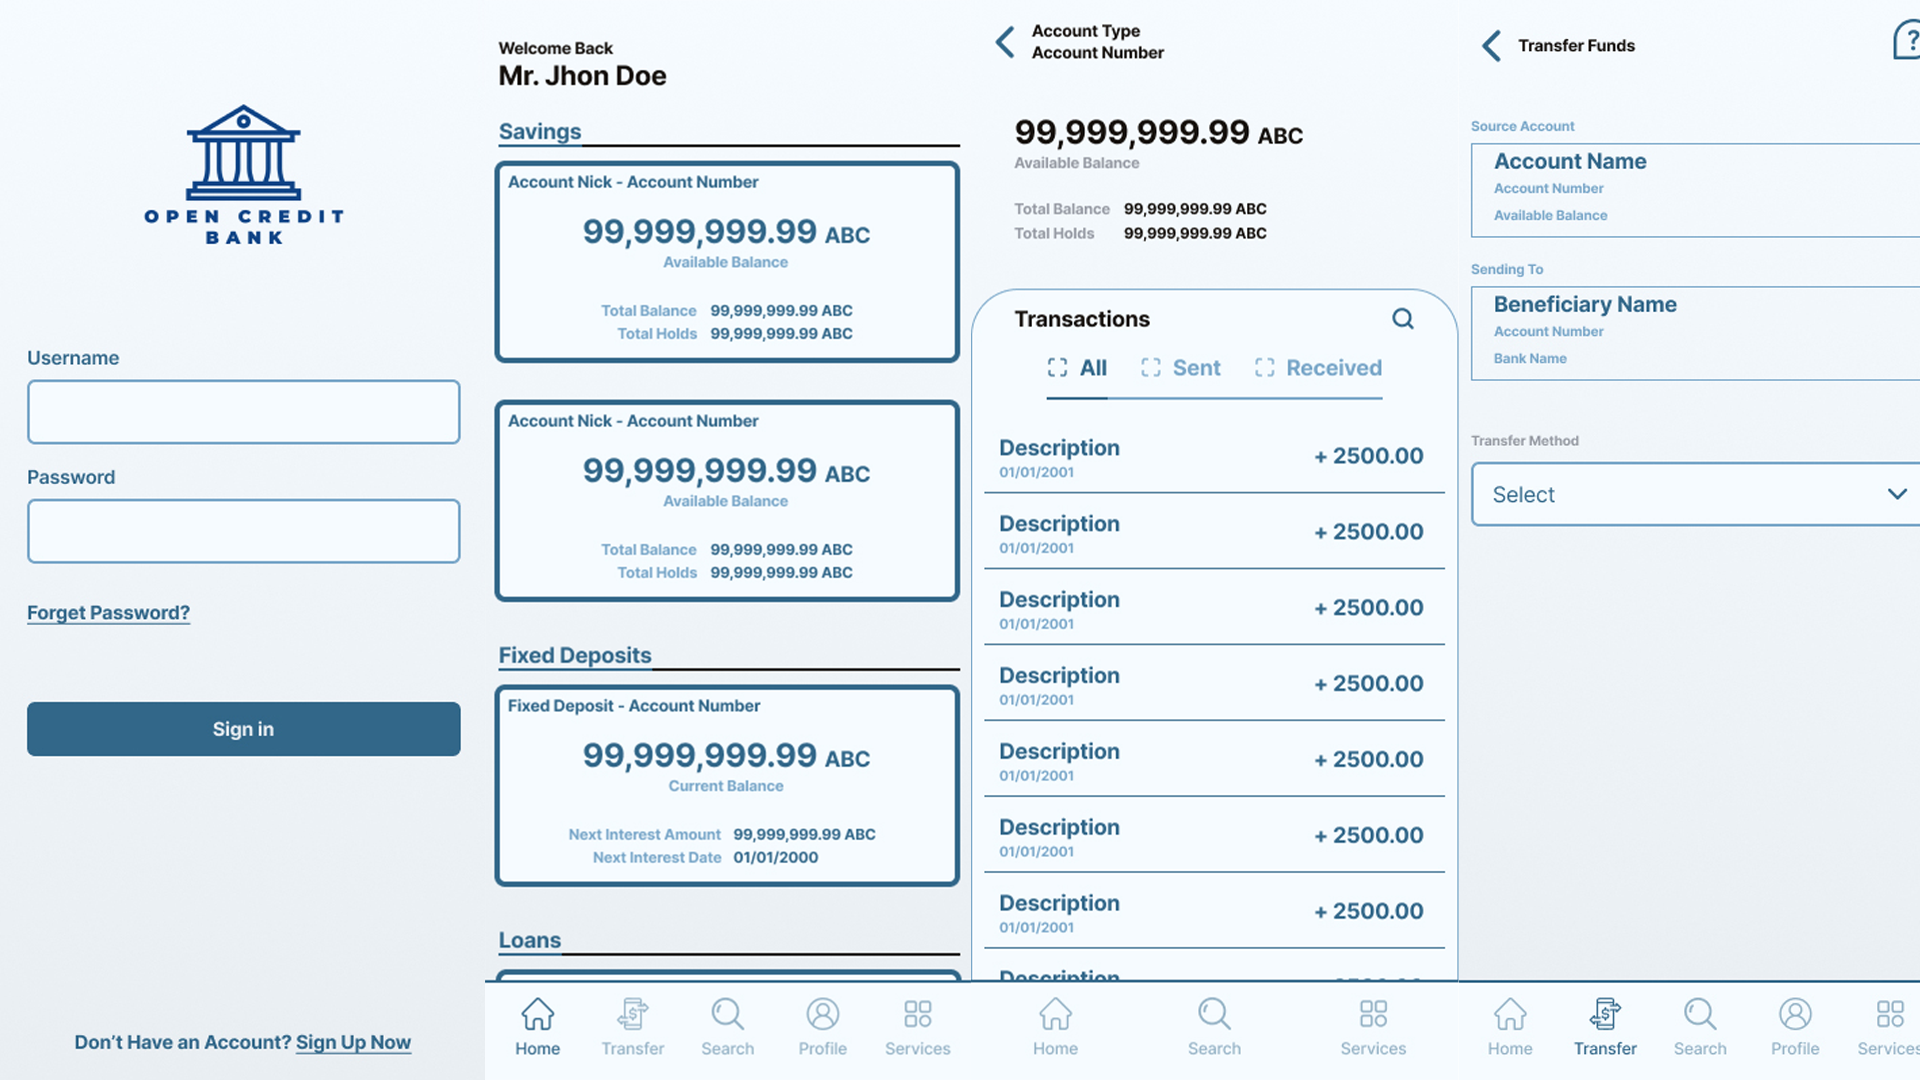 OPEN CREDIT
BANK
Username
Password
Forget Password?
Sign in
Don’t Have an Account? Sign Up Now
Welcome Back
Mr. Jhon Doe
Savings
Account Nick - Account Number
99,999,999.99 ABC
Available Balance
Total Balance 99,999,999.99 ABC
Total Holds 99,999,999.99 ABC
Account Nick - Account Number
99,999,999.99 ABC
Available Balance
Total Balance 99,999,999.99 ABC
Total Holds 99,999,999.99 ABC
Fixed Deposits
Fixed Deposit - Account Number
99,999,999.99 ABC
Current Balance
Next Interest Amount 99,999,999.99 ABC
Next Interest Date 01/01/2000
Loans
Home Transfer Search Profile Services
Account Type
Account Number
99,999,999.99 ABC
Available Balance
Total Balance 99,999,999.99 ABC
Total Holds 99,999,999.99 ABC
Transactions
All Sent Received
Description + 2500.00
01/01/2001
Description + 2500.00
01/01/2001
Description + 2500.00
01/01/2001
Description + 2500.00
01/01/2001
Description + 2500.00
01/01/2001
Description + 2500.00
01/01/2001
Description + 2500.00
01/01/2001
Description
Home Search Services
Transfer Funds ?
Source Account
Account Name
Account Number
Available Balance
Sending To
Beneficiary Name
Account Number
Bank Name
Transfer Method
Select
Home Transfer Search Profile Services